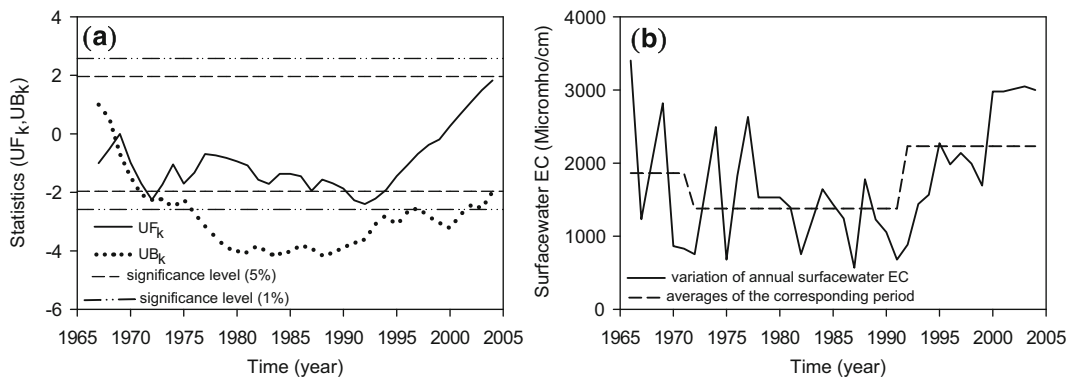 (a)
Statistics (UFk,UBk)
4
2
0
-2
-4
-6
UFk
UBk
significance level (5%)
significance level (1%)
1965 1970 1975 1980 1985 1990 1995 2000 2005
Time (year)
(b)
Surfacewater EC (Micromho/cm)
4000
3000
2000
1000
0
variation of annual surfacewater EC
averages of the corresponding period
1965 1970 1975 1980 1985 1990 1995 2000 2005
Time (year)